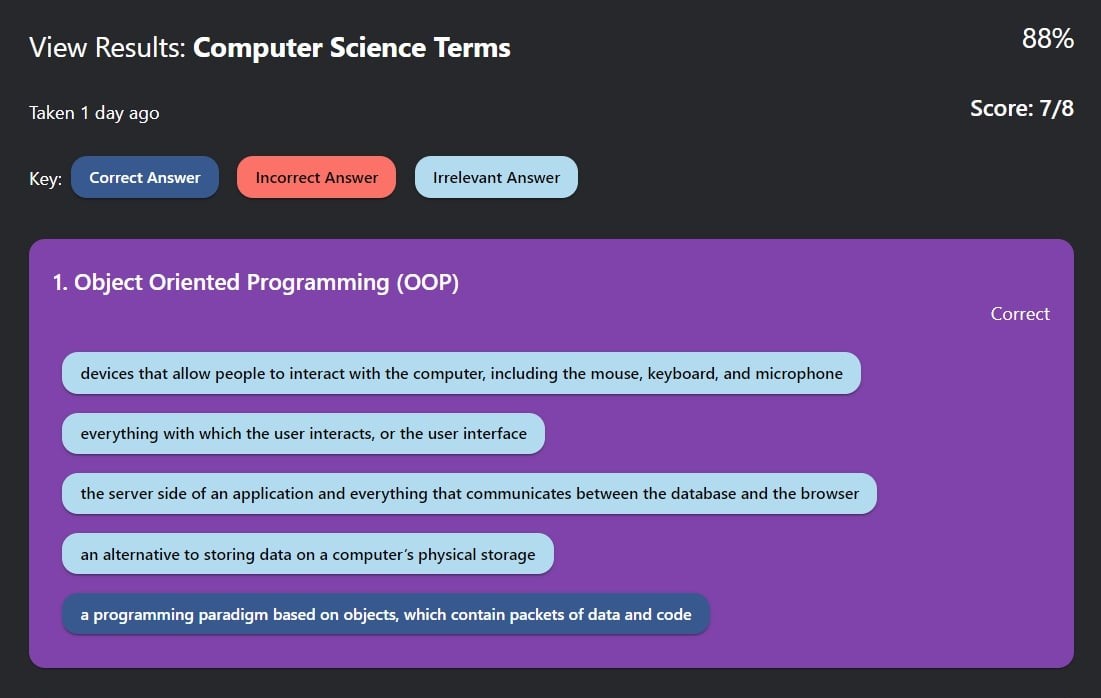 View Results: Computer Science Terms
88%
Taken 1 day ago
Score: 7/8
Key:
Correct Answer
Incorrect Answer
Irrelevant Answer
1. Object Oriented Programming (OOP)
Correct
devices that allow people to interact with the computer, including the mouse, keyboard, and microphone
everything with which the user interacts, or the user interface
the server side of an application and everything that communicates between the database and the browser
an alternative to storing data on a computer’s physical storage
a programming paradigm based on objects, which contain packets of data and code